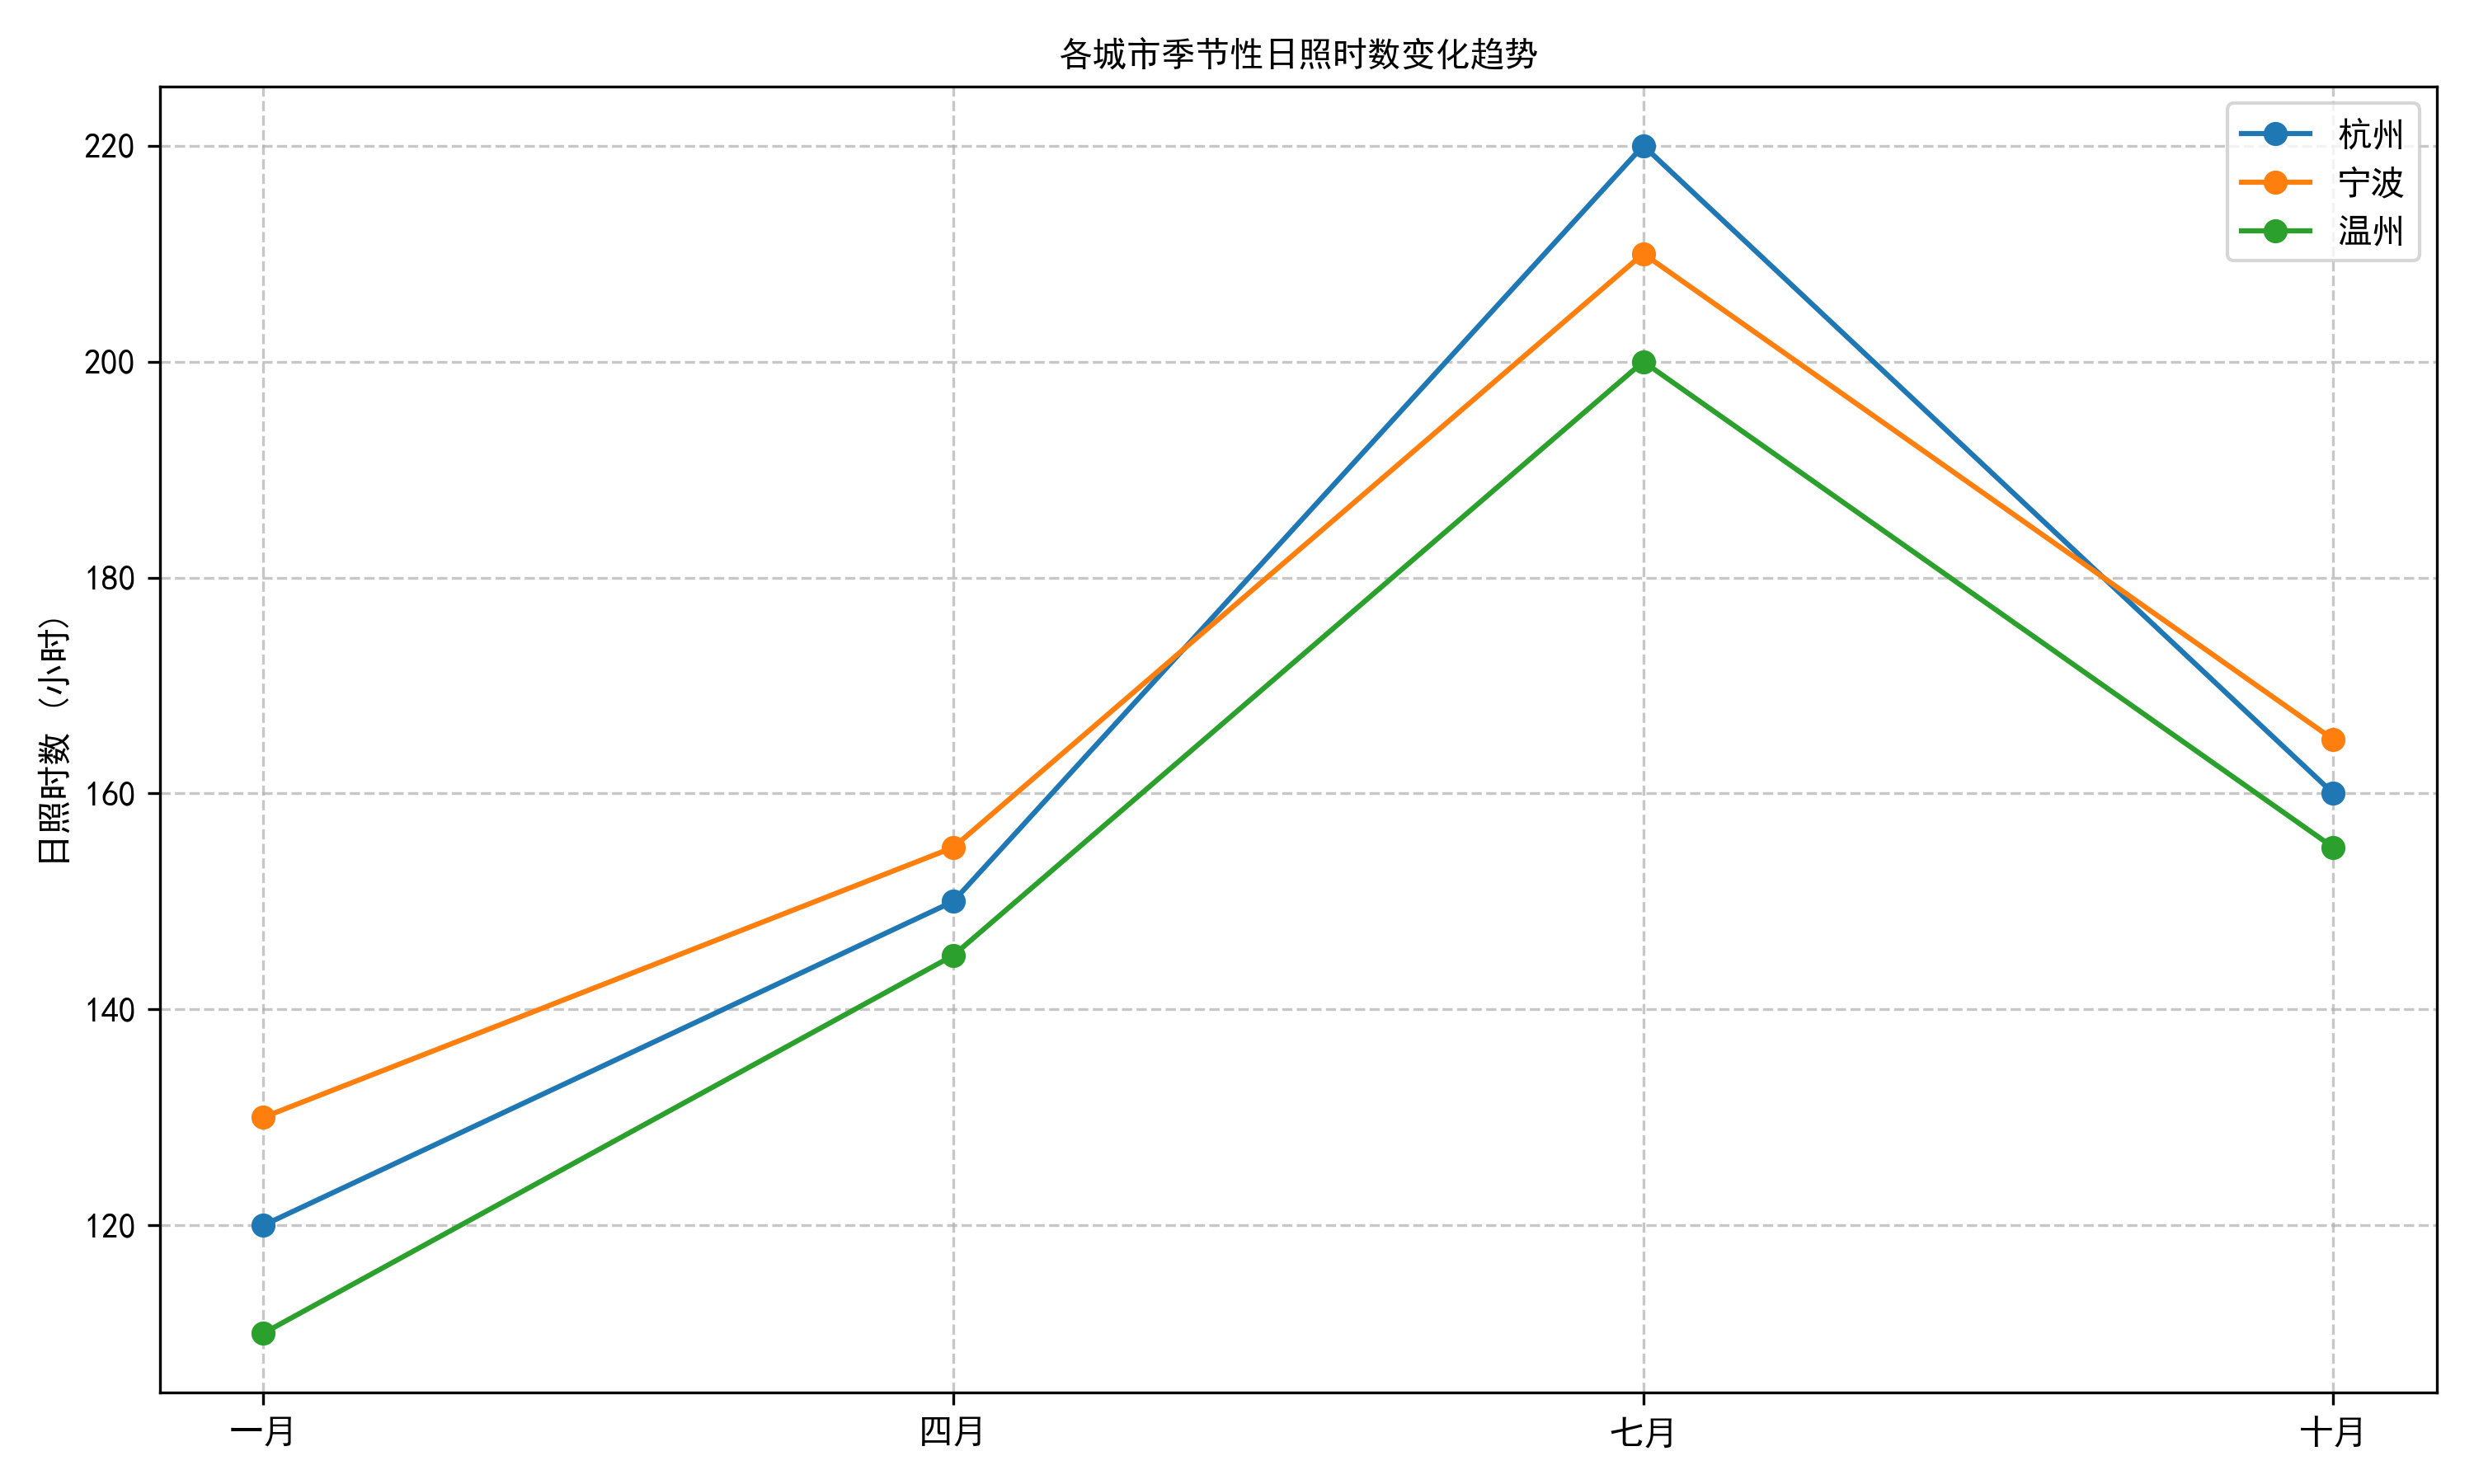 各城市委节性日照时数变化趋势
杭州
宁波
温州
日照时数（小时）
220
200
180
160
140
120
一月
四月
七月
十月